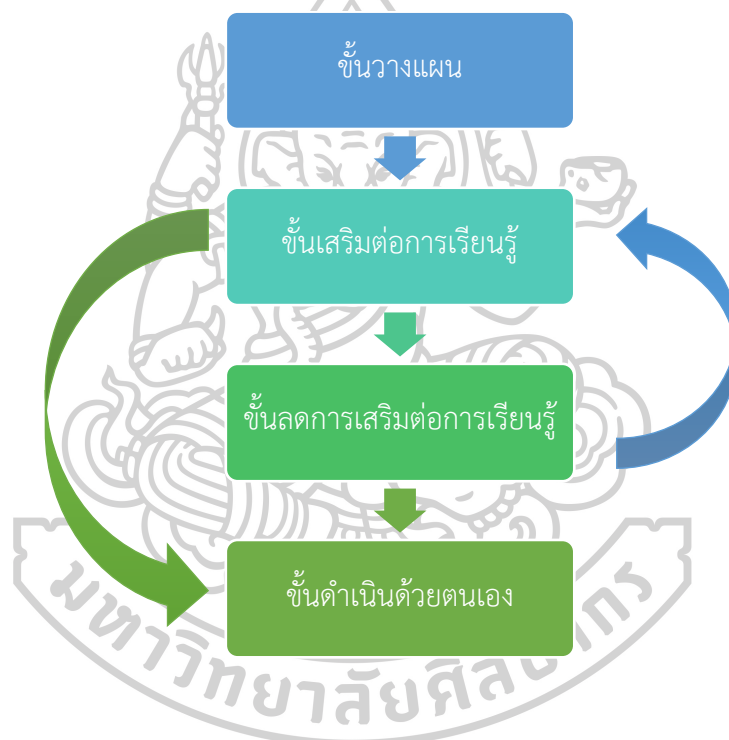 ขั้นวางแผน
ขั้นเสริมต่อการเรียนรู้
ขั้นลดการเสริมต่อการเรียนรู้
ขั้นดำเนินด้วยตนเอง
มหาวิทยาลัยศิลปากร